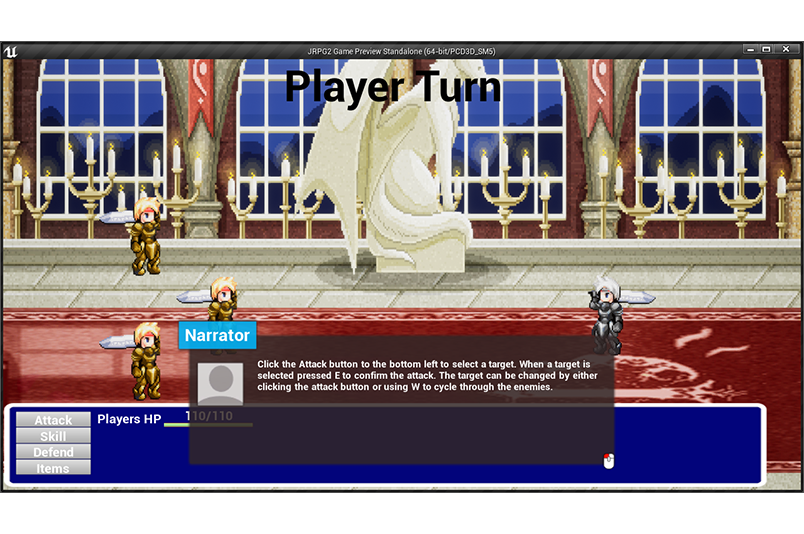 JRPG2 Game Preview Standalone (64-bit/PCD3D_SM5)
Player Turn
Narrator
Click the Attack button to the bottom left to select a target. When a target is
selected pressed E to confirm the attack. The target can be changed by either
clicking the attack button or using W to cycle through the enemies.
Attack
Players HP 110/110
Skill
Defend
Items